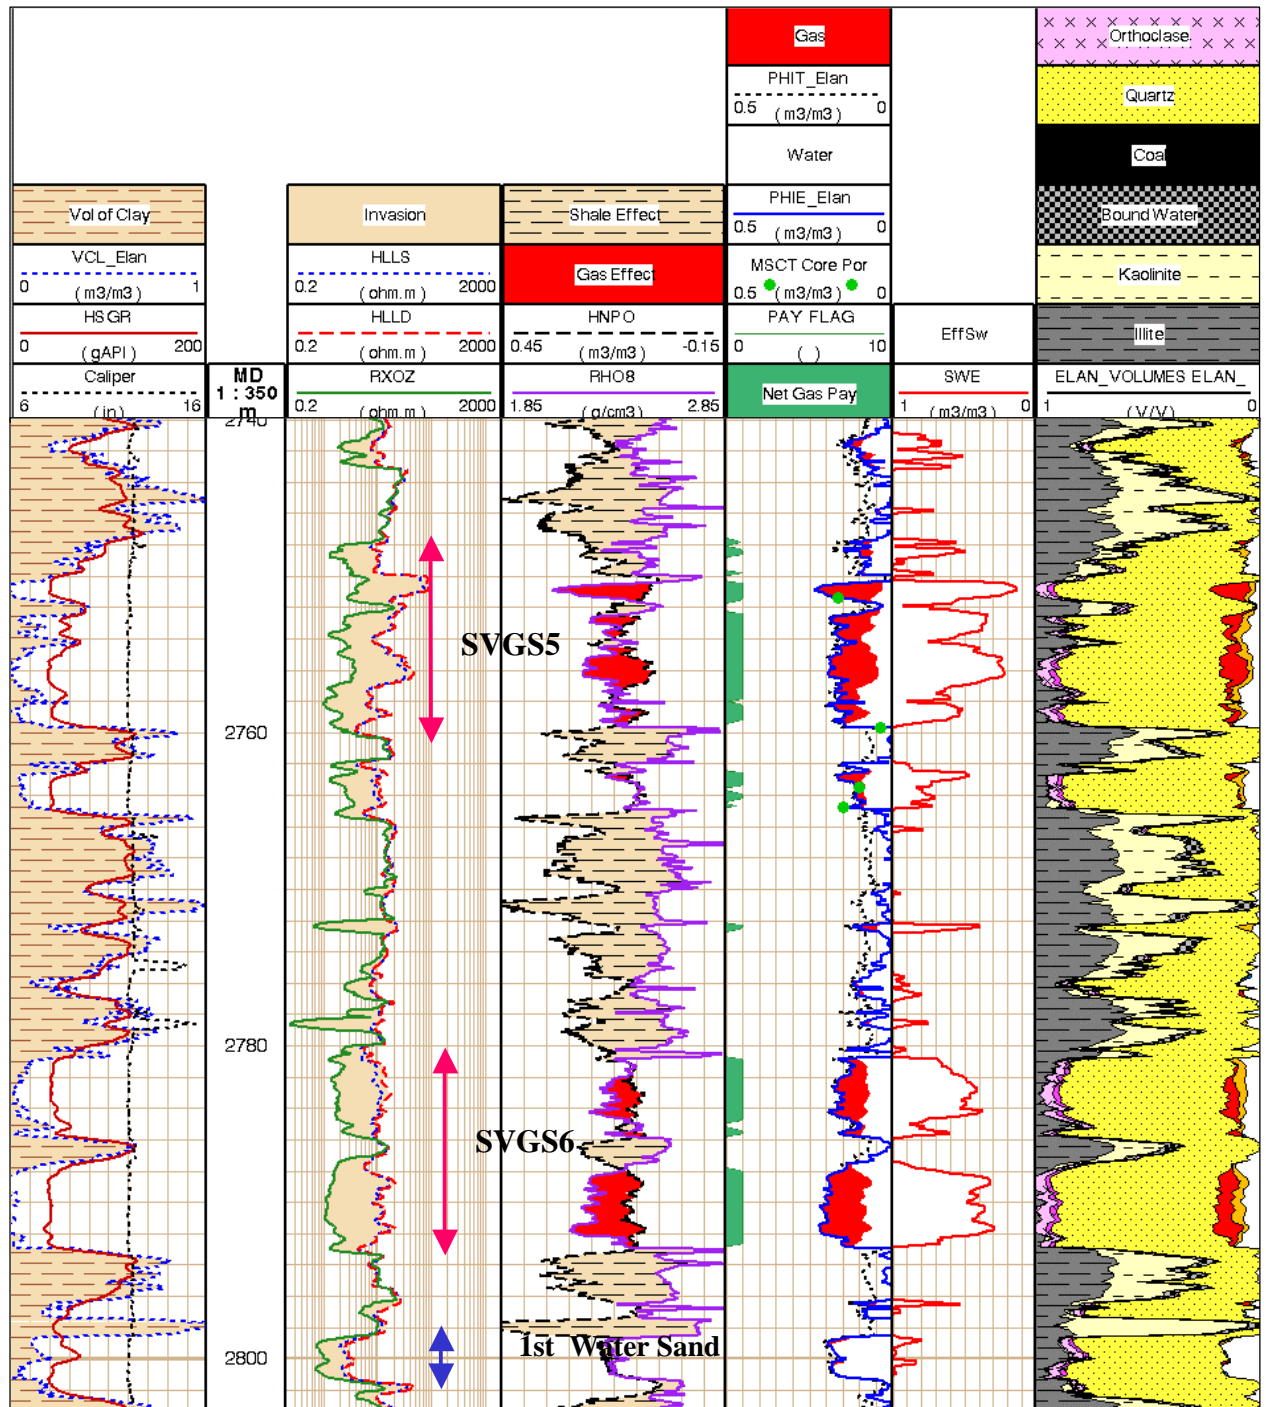 Gas
Orthoclase
PHIT_Elan
0.5 (m3/m3) 0
Quartz
Water
Coal
Vol of Clay
Invasion
Shale Effect
PHIE_Elan
0.5 (m3/m3) 0
Bound Water
VCL_Elan
0 (m3/m3) 1
HLLS
0.2 (ohm.m) 2000
Gas Effect
MSCT Core Por
0.5 (m3/m3) 0
Kaolinite
HSGR
0 (gAPI) 200
HLLD
0.2 (ohm.m) 2000
HNPO
0.45 (m3/m3) -0.15
PAY FLAG
0 () 10
EffSw
Illite
Caliper
6 (in) 16
MD
1 : 350
m
RXOZ
0.2 (ohm.m) 2000
RHO8
1.85 (g/cm3) 2.85
Net Gas Pay
SWE
1 (m3/m3) 0
ELAN_VOLUMES ELAN_
1 (V/V) 0
2740
SVGS5
2760
2780
SVGS6
1st Water Sand
2800